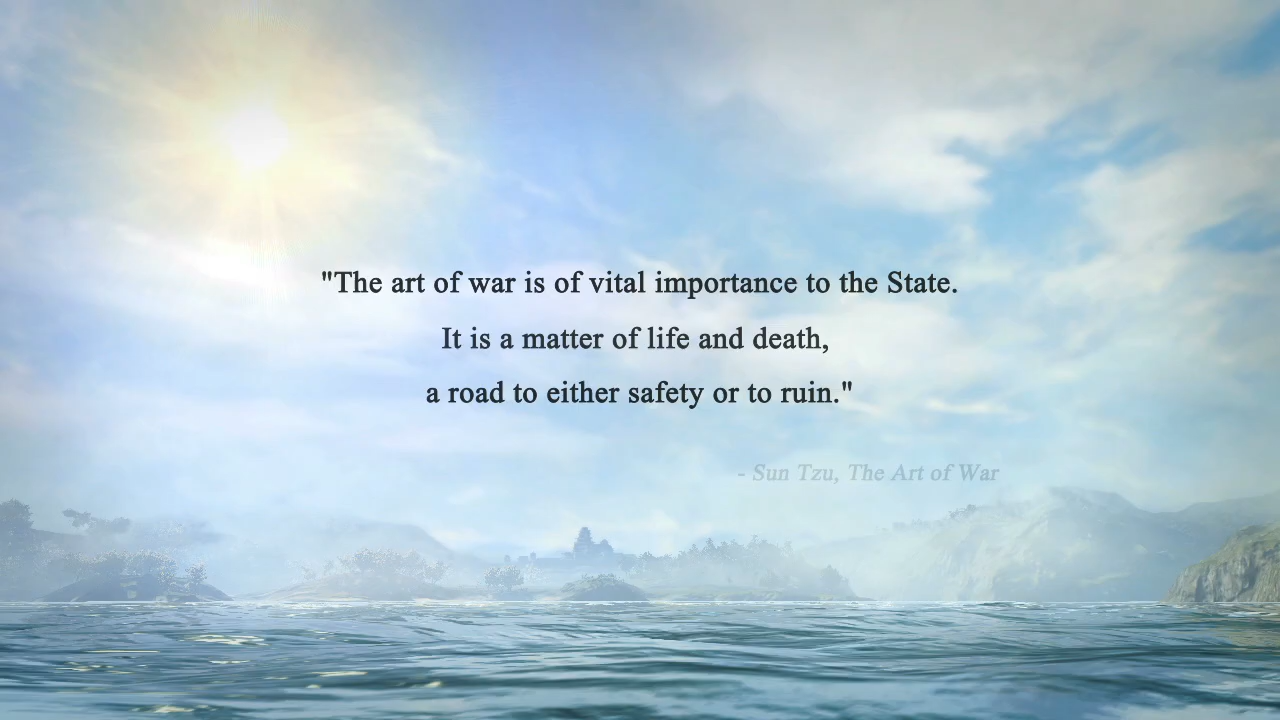 "The art of war is of vital importance to the State.
It is a matter of life and death,
a road to either safety or to ruin."
- Sun Tzu, The Art of War